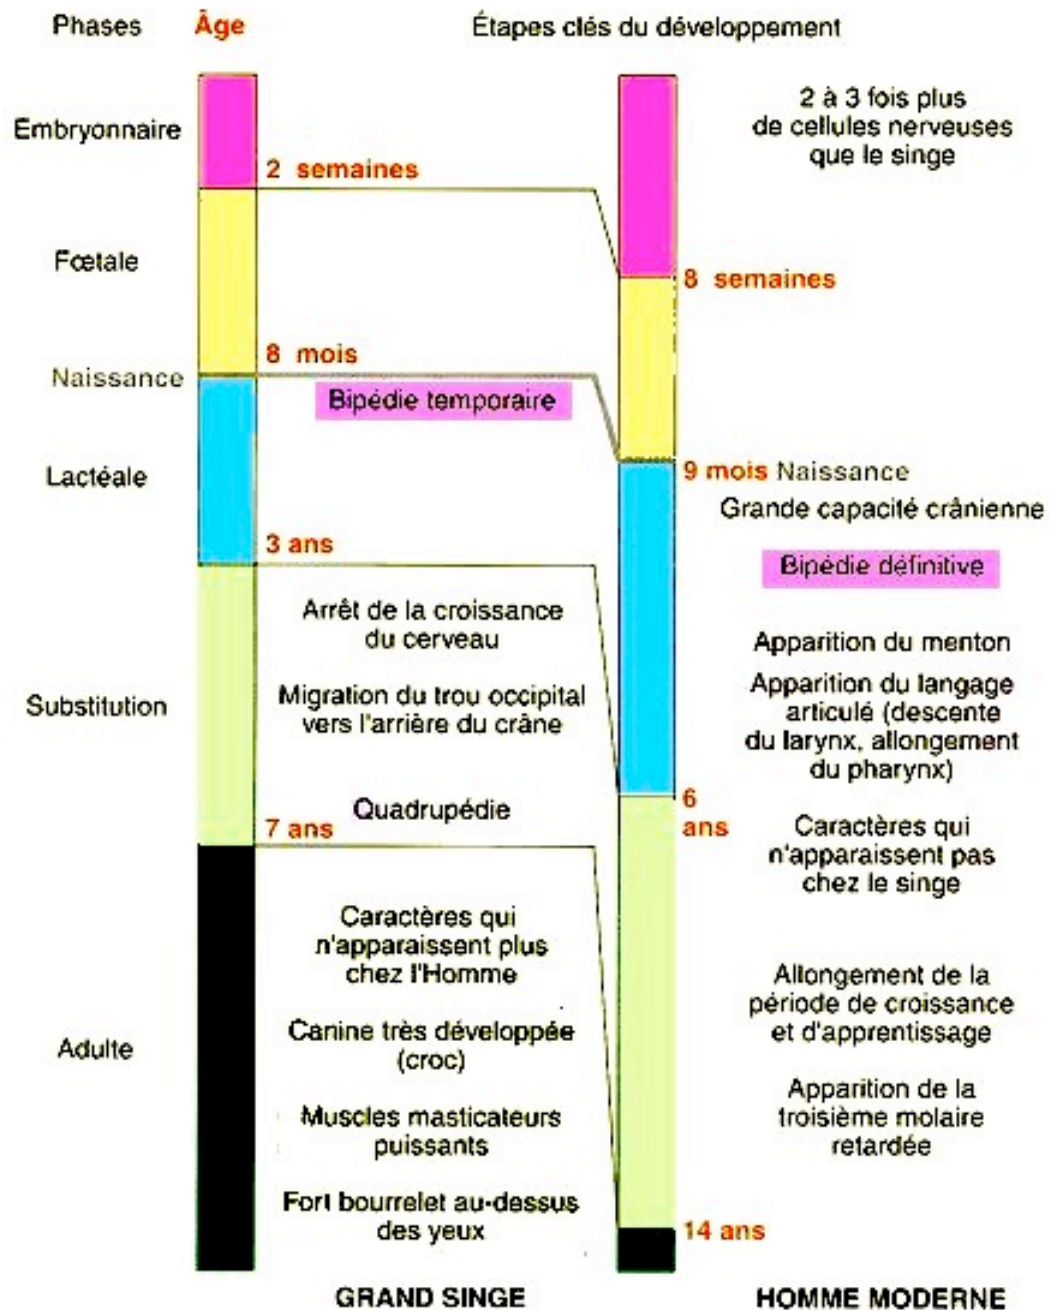 Phases Âge Étapes clés du développement
Embryonnaire
2 semaines
Fœtale
8 mois
Naissance
Bipédie temporaire
Lactéale
3 ans
Arrêt de la croissance
du cerveau
Migration du trou occipital
vers l'arrière du crâne
Substitution
Quadrupédie
7 ans
Caractères qui
n'apparaissent plus
chez l'Homme
Canine très développée
(croc)
Adulte
Muscles masticateurs
puissants
Fort bourrelet au-dessus
des yeux
GRAND SINGE
2 à 3 fois plus
de cellules nerveuses
que le singe
8 semaines
9 mois Naissance
Grande capacité crânienne
Bipédie définitive
Apparition du menton
Apparition du langage
articulé (descente
du larynx, allongement
du pharynx)
6
ans
Caractères qui
n'apparaissent pas
chez le singe
Allongement de la
période de croissance
et d'apprentissage
Apparition de la
troisième molaire
retardée
14 ans
HOMME MODERNE